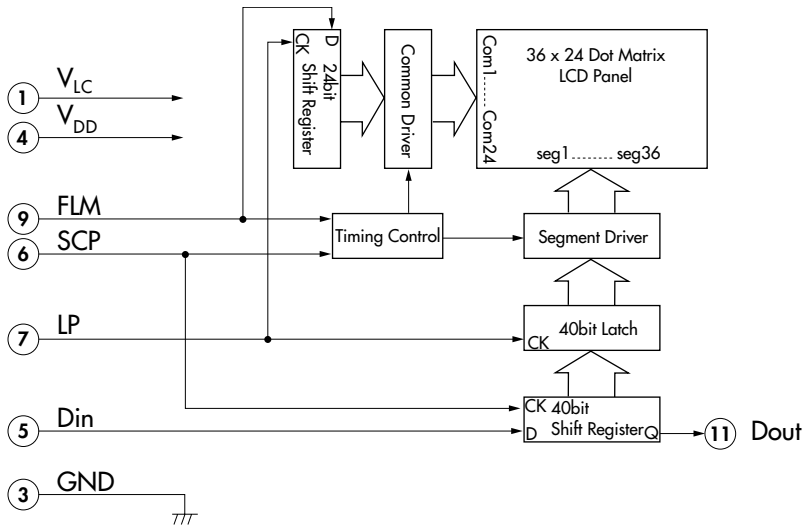 D
CK
24bit
Shift Register
Common Driver
Com1......Com24
36 x 24 Dot Matrix
LCD Panel
seg1........ seg36
1 VLC
4 VDD
9 FLM
Timing Control
Segment Driver
6 SCP
7 LP
40bit Latch
CK
CK 40bit
D Shift Register Q
5 Din
11 Dout
3 GND